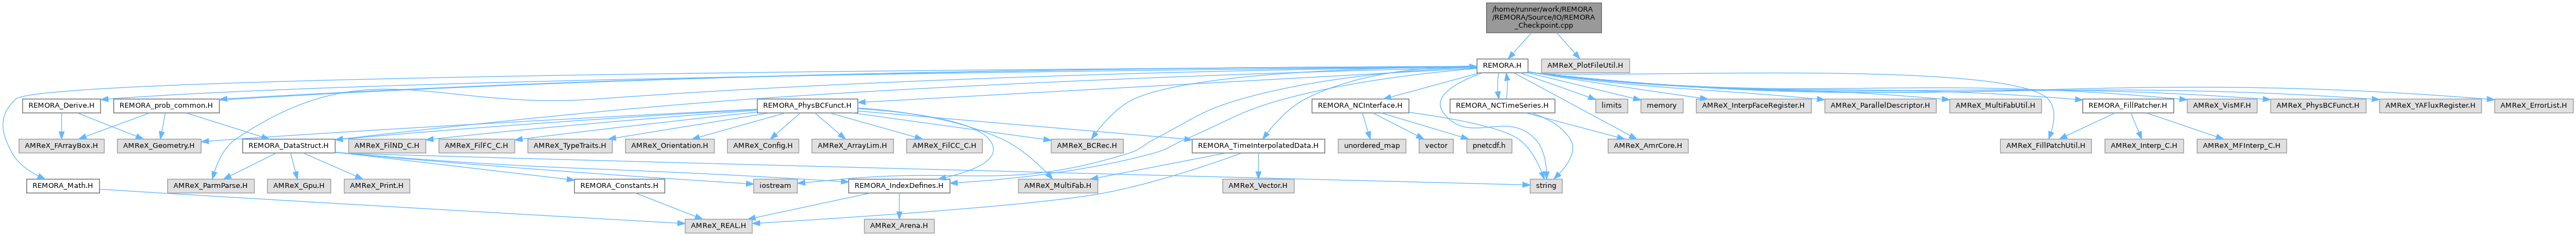 /home/runner/work/REMORA
/REMORA/Source/IO/REMORA
_Checkpoint.cpp
REMORA.H
AMReX_PlotFileUtil.H
REMORA_Derive.H
REMORA_prob_common.H
REMORA_PhysBCFunct.H
REMORA_NCInterface.H
REMORA_NCTimeSeries.H
limits
memory
AMReX_InterpFaceRegister.H
AMReX_ParallelDescriptor.H
AMReX_MultiFabUtil.H
REMORA_FillPatcher.H
AMReX_VisMF.H
AMReX_PhysBCFunct.H
AMReX_YAFluxRegister.H
AMReX_ErrorList.H
AMReX_FArrayBox.H
AMReX_Geometry.H
REMORA_DataStruct.H
AMReX_FilND_C.H
AMReX_FilFC_C.H
AMReX_TypeTraits.H
AMReX_Orientation.H
AMReX_Config.H
AMReX_ArrayLim.H
AMReX_FilCC_C.H
AMReX_BCRec.H
REMORA_TimeInterpolatedData.H
unordered_map
vector
pnetcdf.h
AMReX_AmrCore.H
AMReX_FillPatchUtil.H
AMReX_Interp_C.H
AMReX_MFInterp_C.H
REMORA_Math.H
AMReX_ParmParse.H
AMReX_Gpu.H
AMReX_Print.H
REMORA_Constants.H
iostream
REMORA_IndexDefines.H
AMReX_MultiFab.H
AMReX_Vector.H
string
AMReX_REAL.H
AMReX_Arena.H